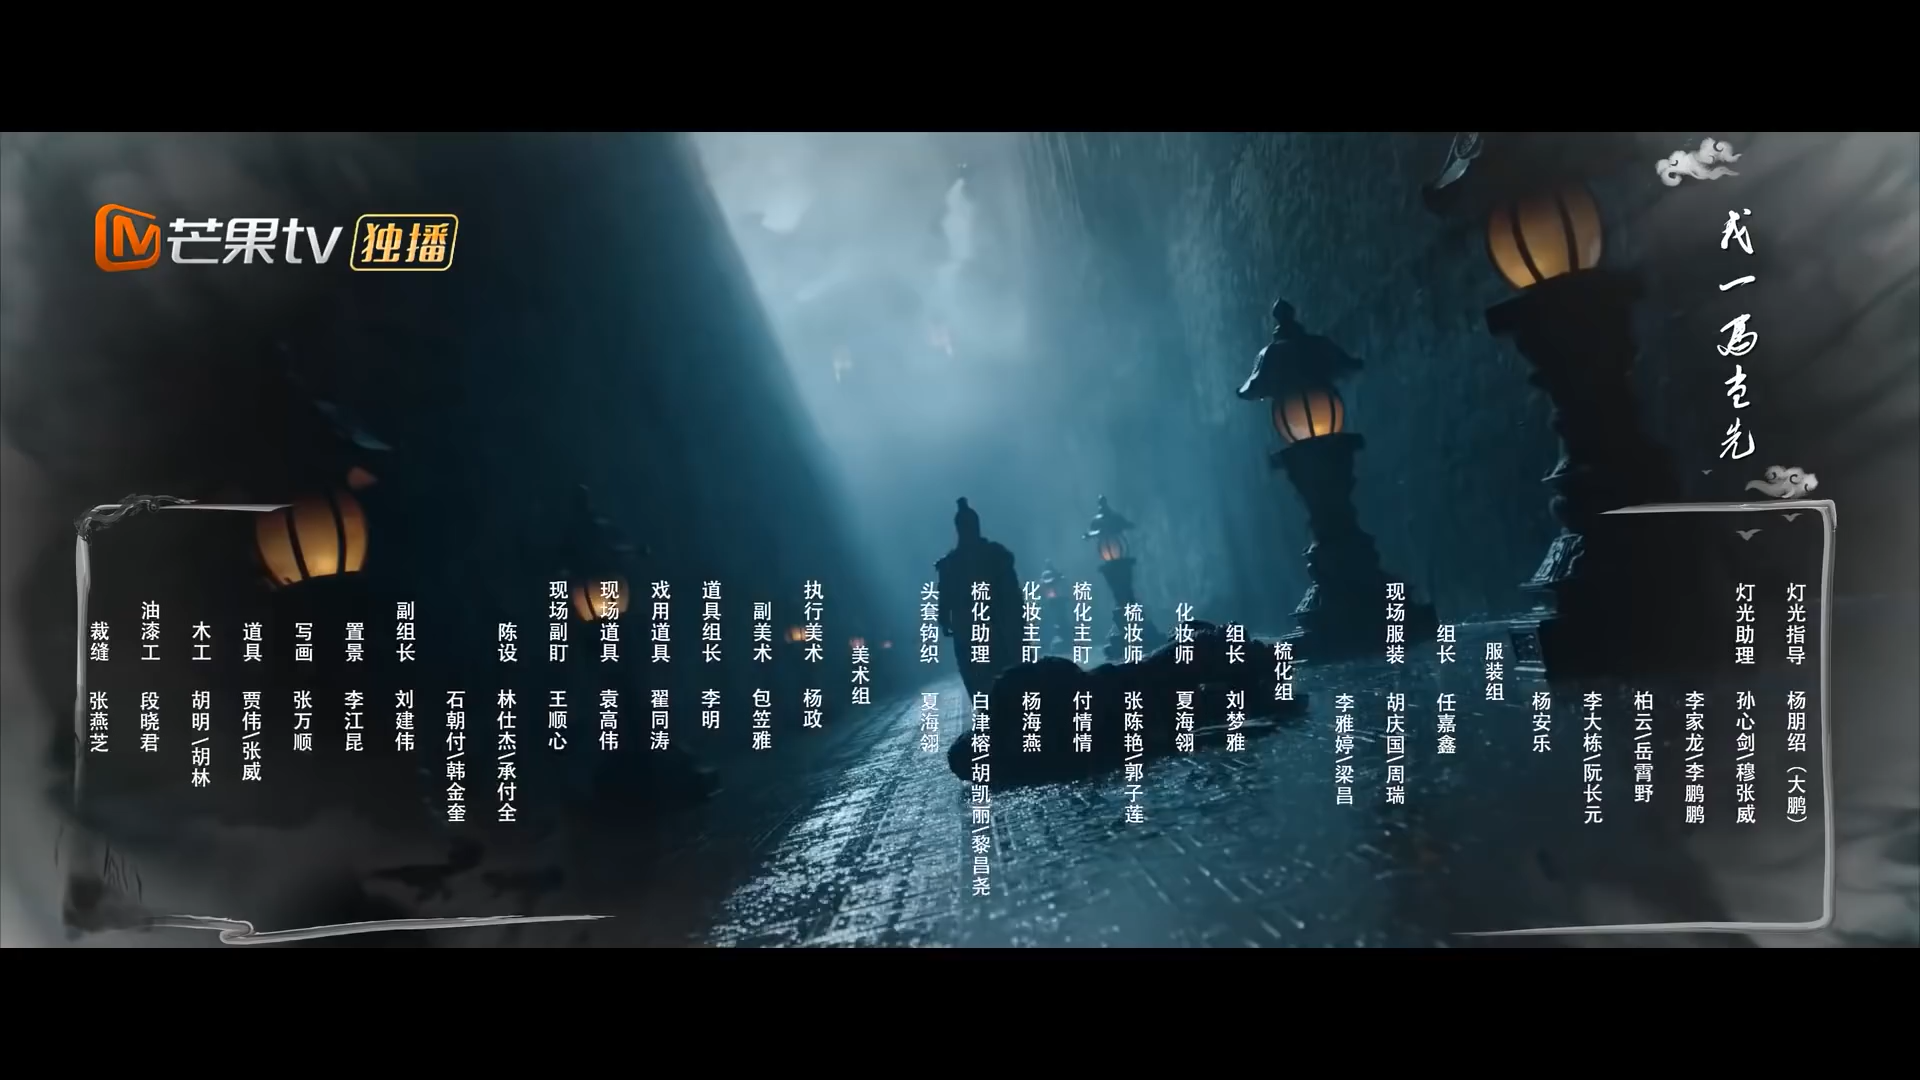 芒果tv 独播
戎一马当先
灯光指导 杨朋绍（大鹏）
灯光助理 孙心剑\穆张威
李家龙\李鹏鹏
柏云\岳霄野
李大栋\阮长元
杨安乐
服装组
组长 任嘉鑫
现场服装 胡庆国\周瑞
李雅婷\梁昌
梳化组
组长 刘梦雅
化妆师 夏海翎
梳妆师 张陈艳\郭子莲
梳化主盯 付情情
化妆主盯 杨海燕
梳化助理 白津榕\胡凯丽\黎昌尧
头套钩织 夏海翎
美术组
执行美术 杨政
副美术 包笠雅
道具组长 李明
戏用道具 翟同涛
现场道具 袁高伟
现场副盯 王顺心
陈设 林仕杰\承付全
石朝付\韩金奎
副组长 刘建伟
置景 李江昆
写画 张万顺
道具 贾伟\张威
木工 胡明\胡林
油漆工 段晓君
裁缝 张燕芝